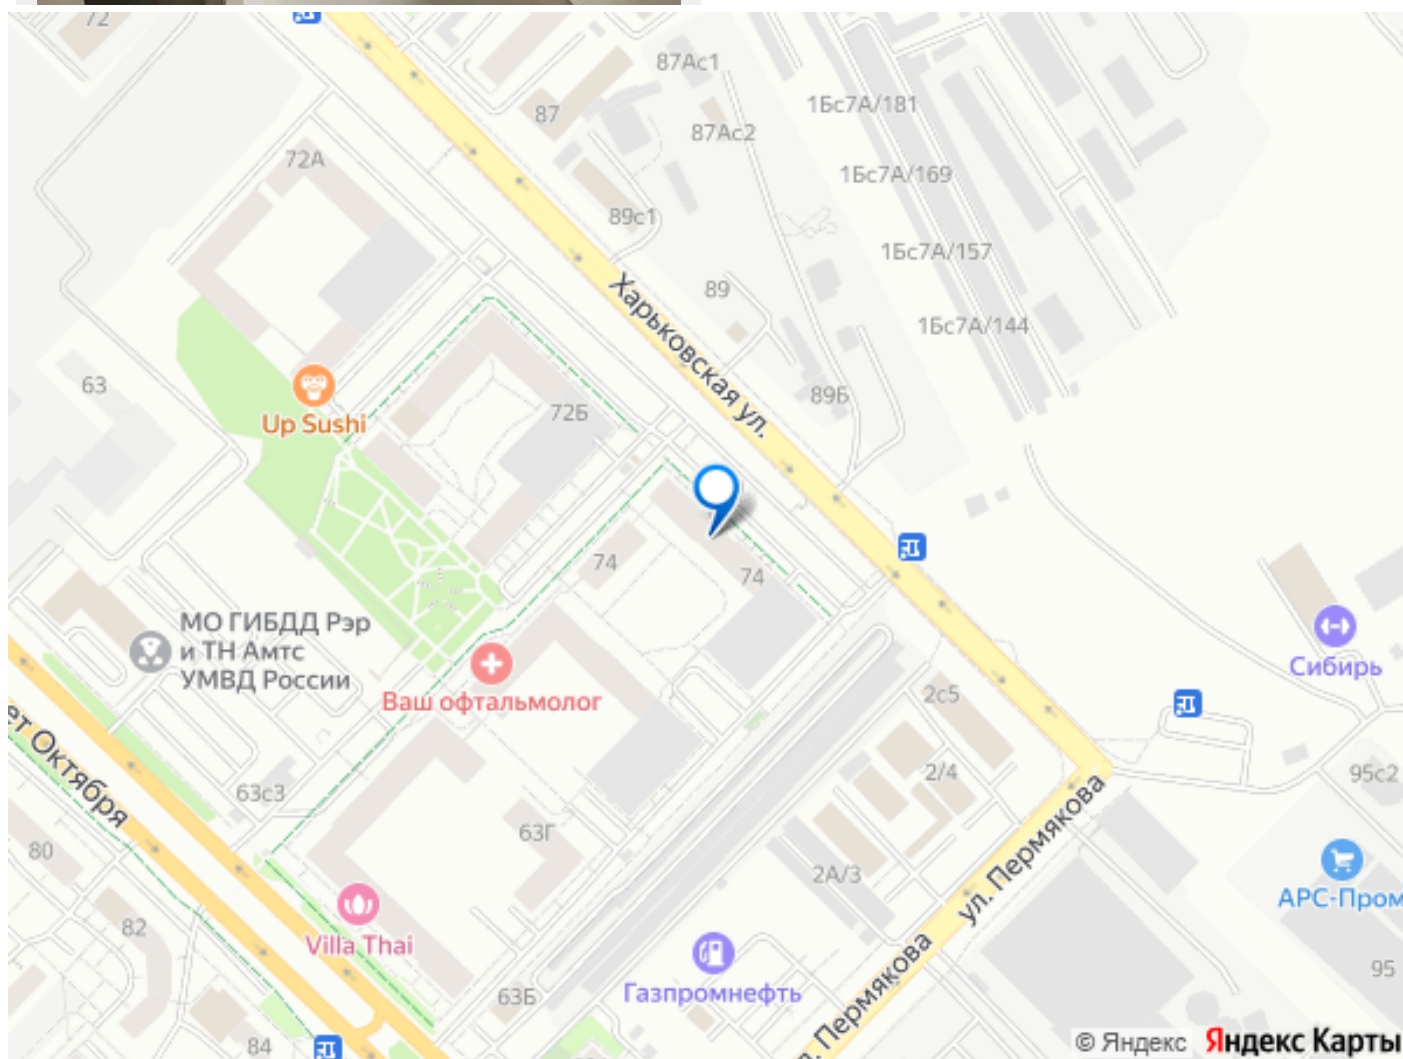 72
87Ас1
1Бс7А/181
87
87Ас2
72А
1Бс7А/169
89с1
1Бс7А/157
89
Харьковская ул.
1Бс7А/144
63
89Б
72Б
Up Sushi
74
74
МО ГИБДД Рэр
и ТН Амтс
УМВД России
Сибирь
Ваш офтальмолог
2с5
ет Октября
2/4
95с2
63с3
ул. Пермякова
63Г
80
2А/3
АРС-Пром
82
Villa Thai
95
Газпромнефть
63Б
. Пермякова
84
© Яндекс Яндекс Карты